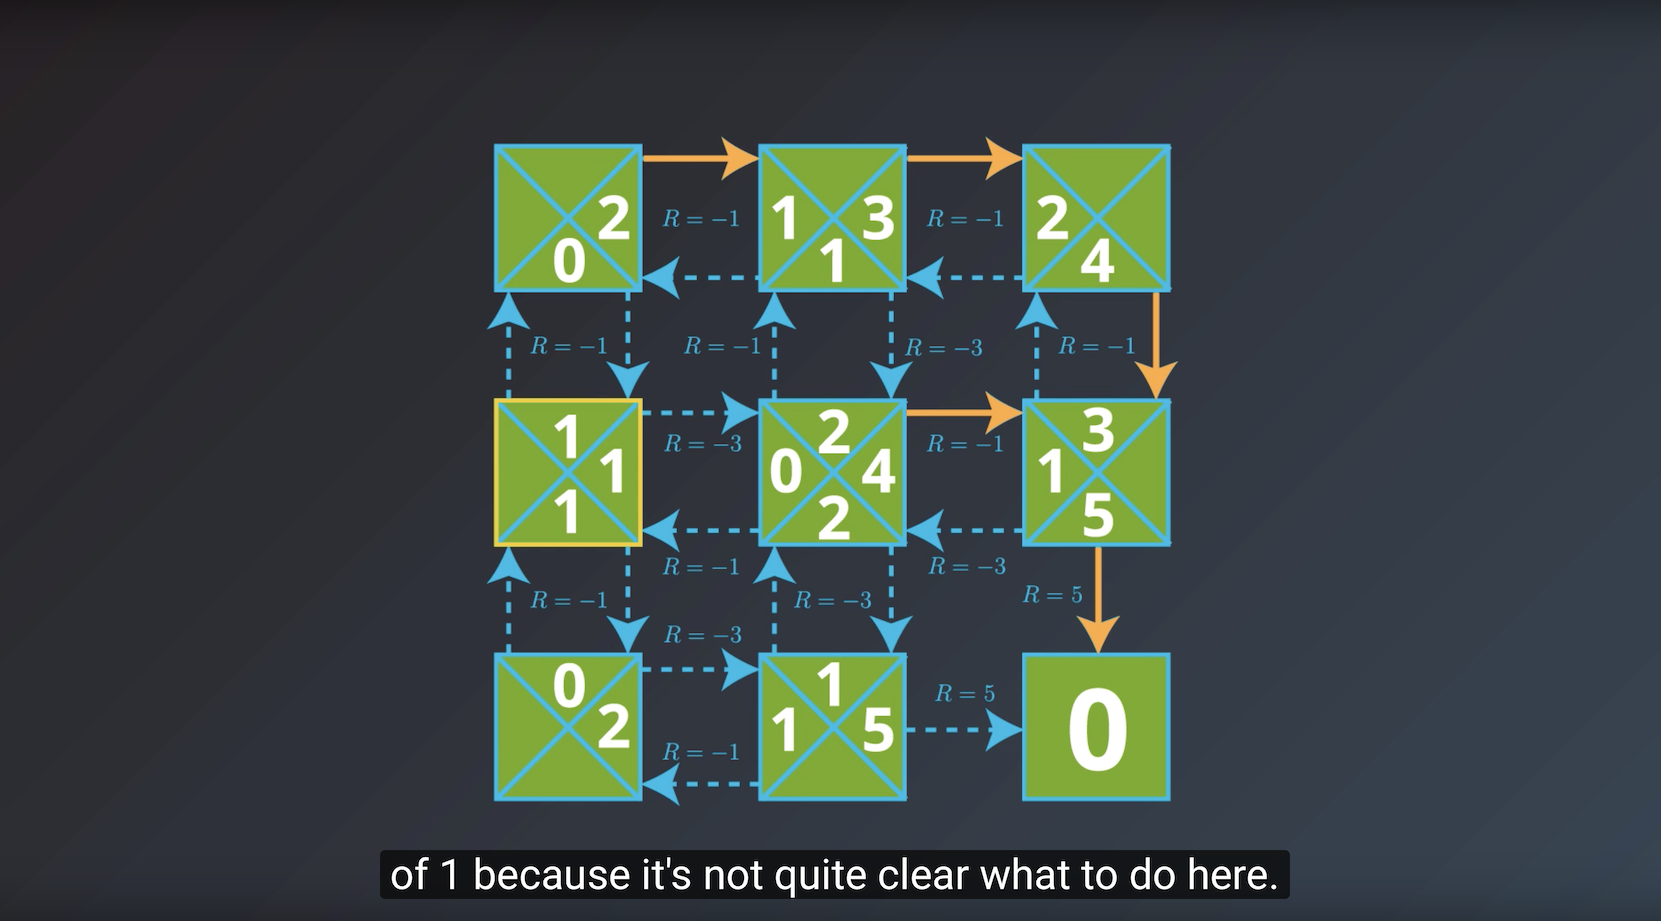 2 R = −1 1 3 R = −1 2
0 1 4
R = −1 R = −1 R = −3 R = −1
1 R = −3 2 R = −1 3
1 0 4 1
1 2 5
R = −1 R = −3
R = −1 R = −3 R = 5
0 R = −3 1 R = 5
2 1 5 0
R = −1
of 1 because it's not quite clear what to do here.